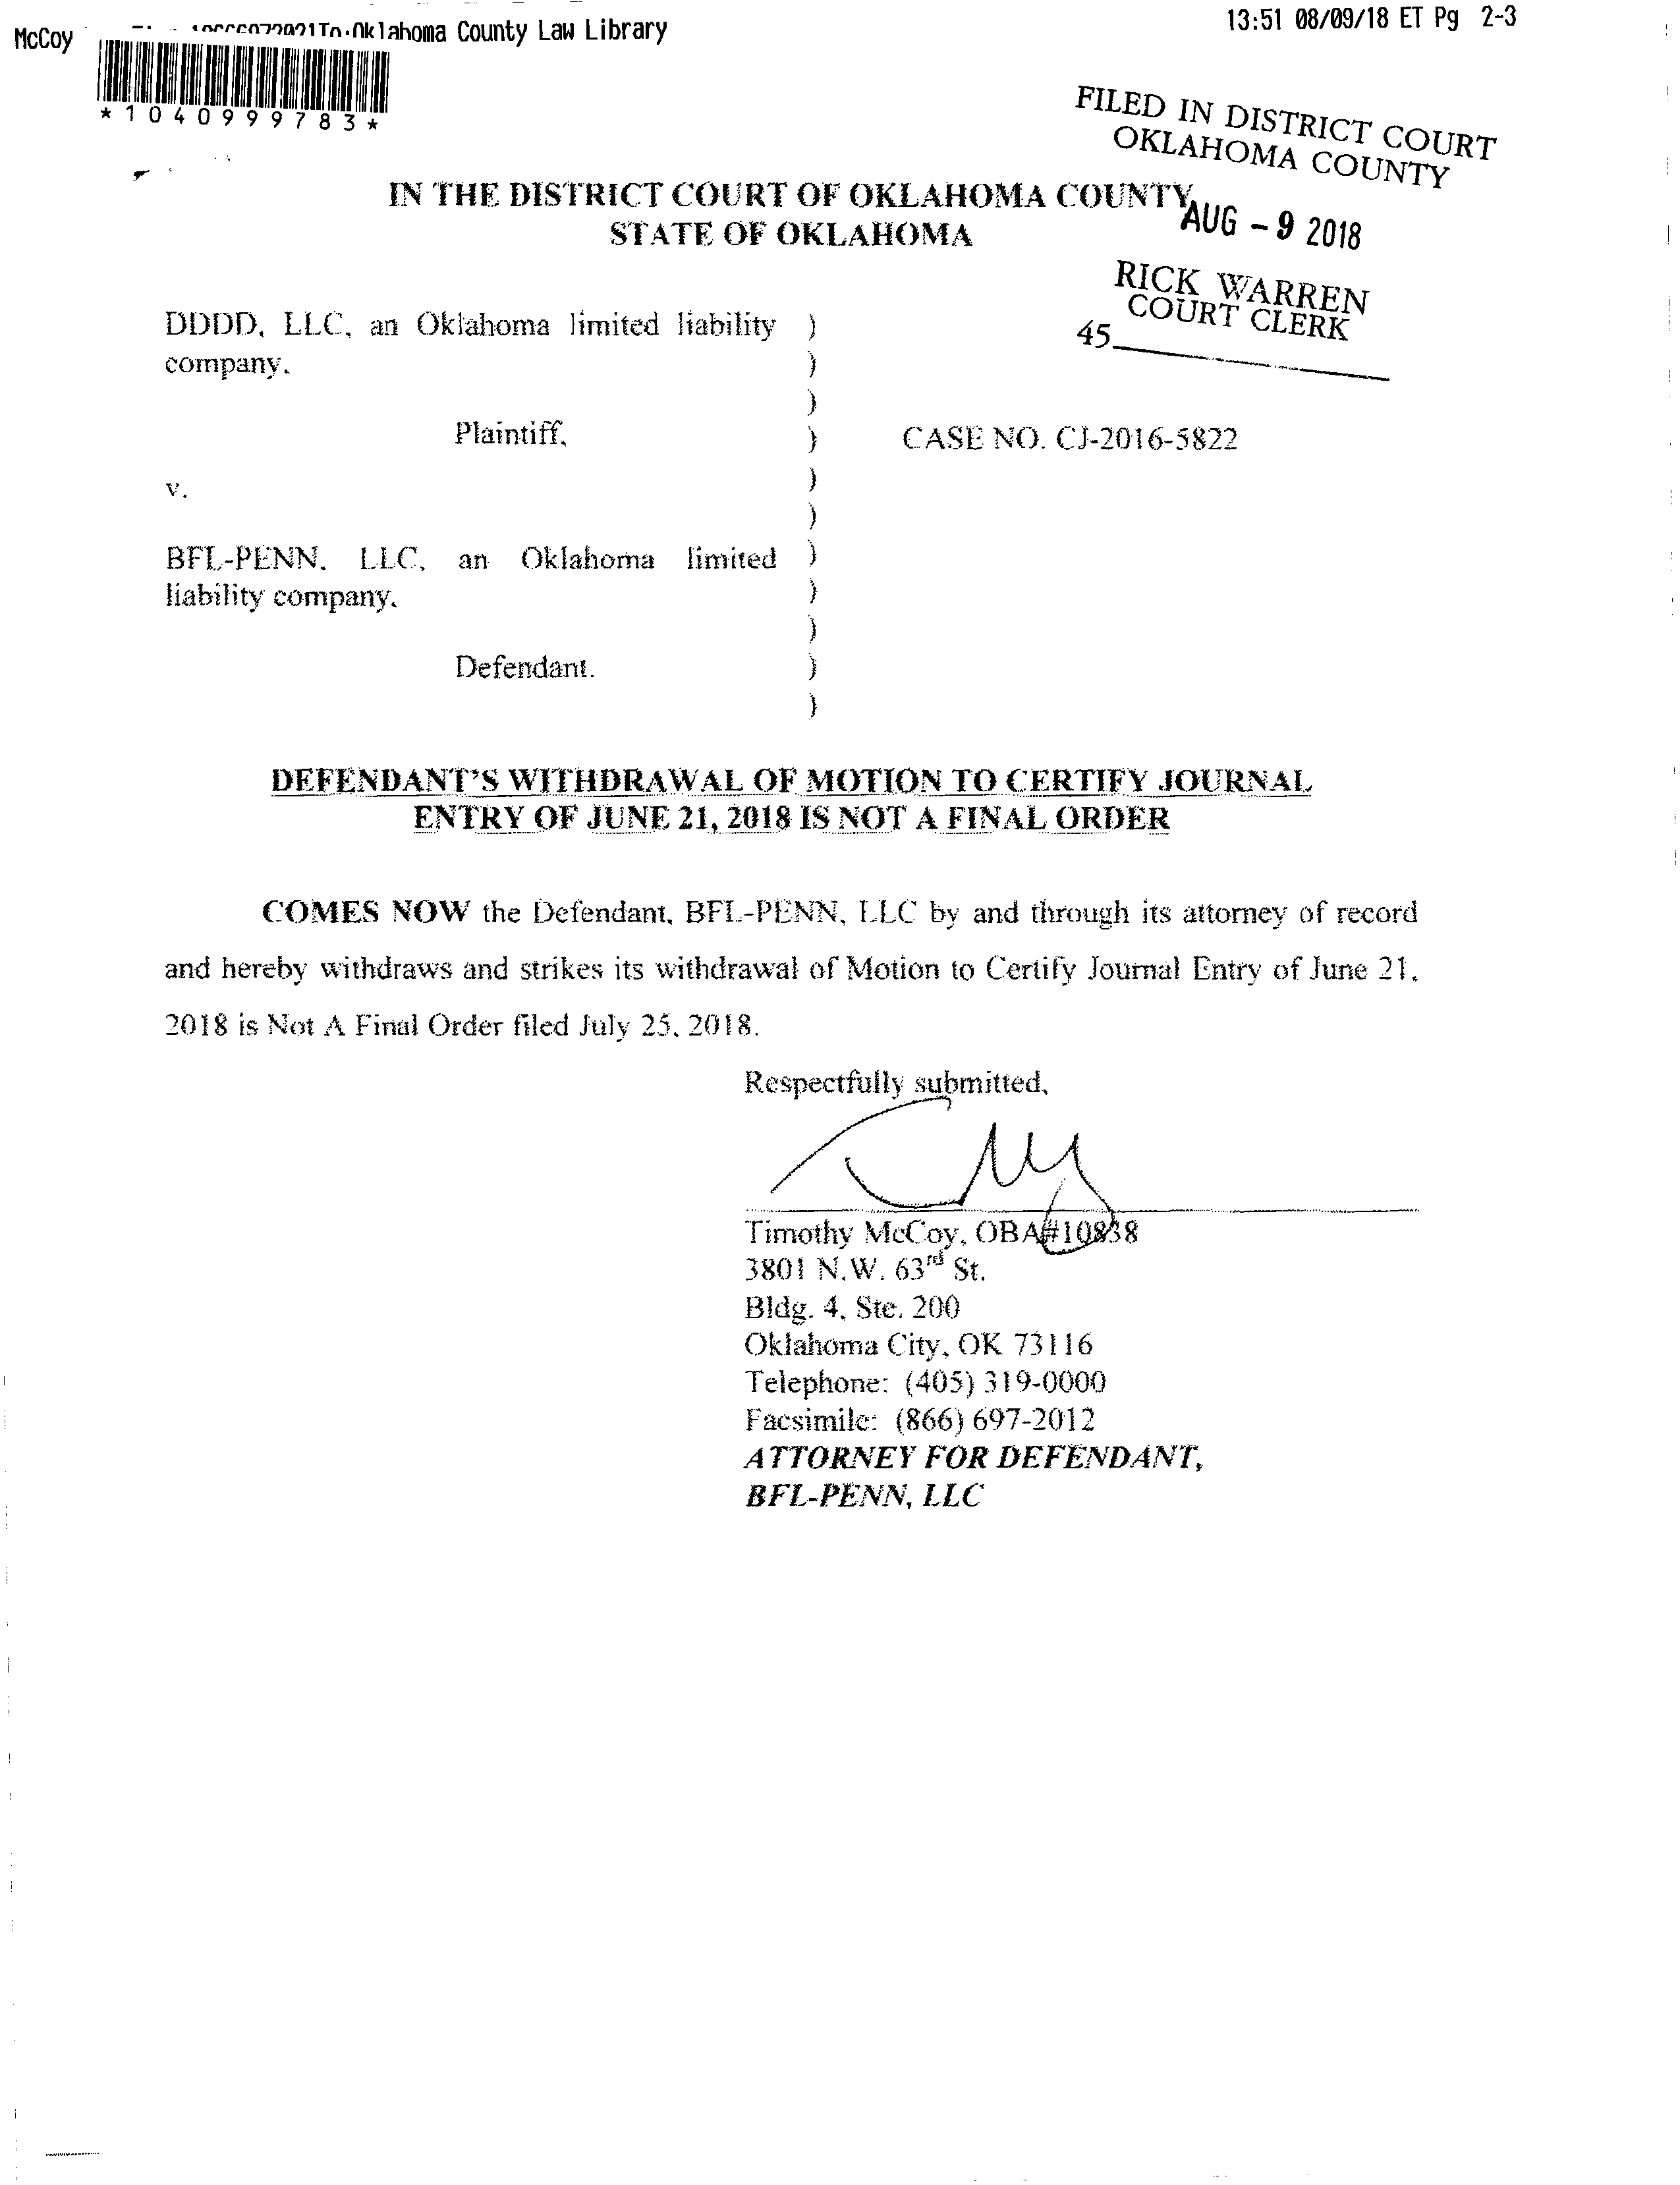 McCoy To:Oklahoma County Law Library 13:51 08/09/18 ET Pg 2-3
*1040999783*
FILED IN DISTRICT COURT
OKLAHOMA COUNTY
IN THE DISTRICT COURT OF OKLAHOMA COUNTY
STATE OF OKLAHOMA
AUG - 9 2018
RICK WARREN
COURT CLERK
45
DDDD, LLC, an Oklahoma limited liability )
company, )
)
Plaintiff, ) CASE NO. CJ-2016-5822
)
v.
)
BFL-PENN, LLC, an Oklahoma limited )
liability company, )
)
Defendant. )
)
DEFENDANT'S WITHDRAWAL OF MOTION TO CERTIFY JOURNAL
ENTRY OF JUNE 21, 2018 IS NOT A FINAL ORDER
COMES NOW the Defendant, BFL-PENN, LLC by and through its attorney of record
and hereby withdraws and strikes its withdrawal of Motion to Certify Journal Entry of June 21,
2018 is Not A Final Order filed July 25, 2018.
Respectfully submitted,
Timothy McCoy, OBA#10838
3801 N.W. 63rd St.
Bldg. 4, Ste. 200
Oklahoma City, OK 73116
Telephone: (405) 319-0000
Facsimile: (866) 697-2012
ATTORNEY FOR DEFENDANT,
BFL-PENN, LLC